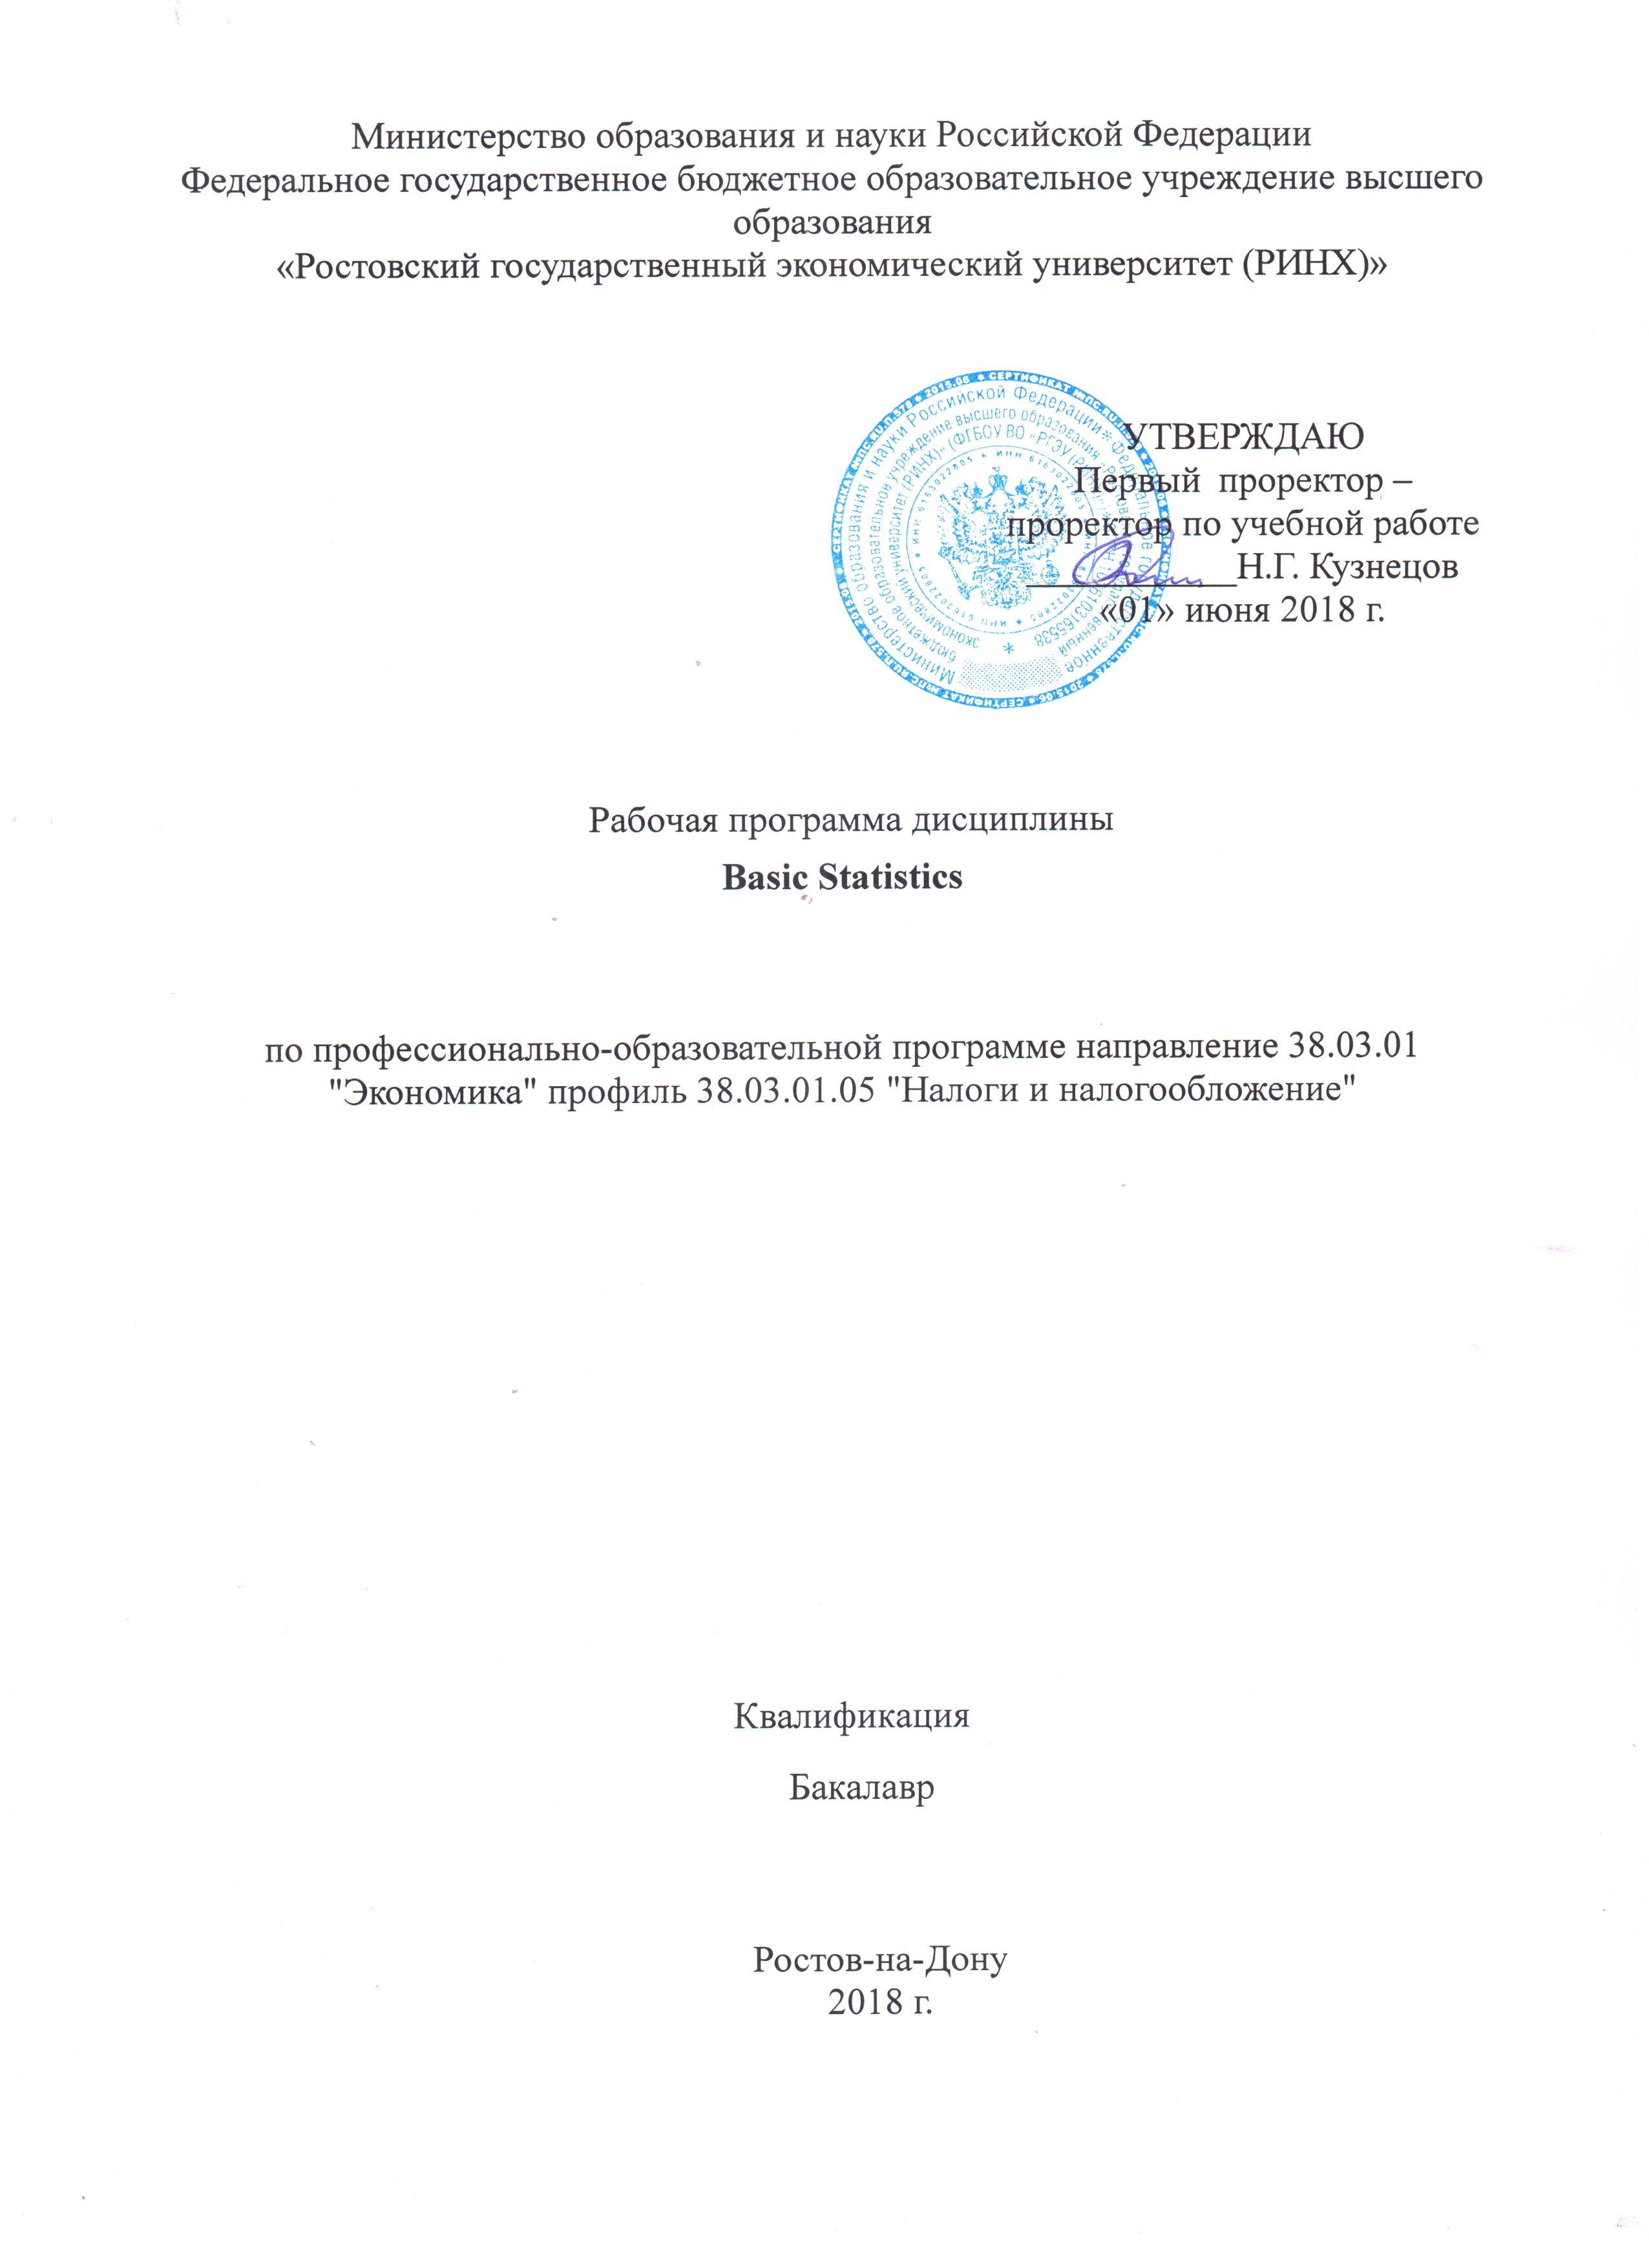 Министерство образования и науки Российской Федерации
Федеральное государственное бюджетное образовательное учреждение высшего
образования
«Ростовский государственный экономический университет (РИНХ)»
УТВЕРЖДАЮ
Первый проректор –
проректор по учебной работе
Н.Г. Кузнецов
«01» июня 2018 г.
Рабочая программа дисциплины
Basic Statistics
по профессионально-образовательной программе направление 38.03.01
"Экономика" профиль 38.03.01.05 "Налоги и налогообложение"
Квалификация
Бакалавр
Ростов-на-Дону
2018 г.